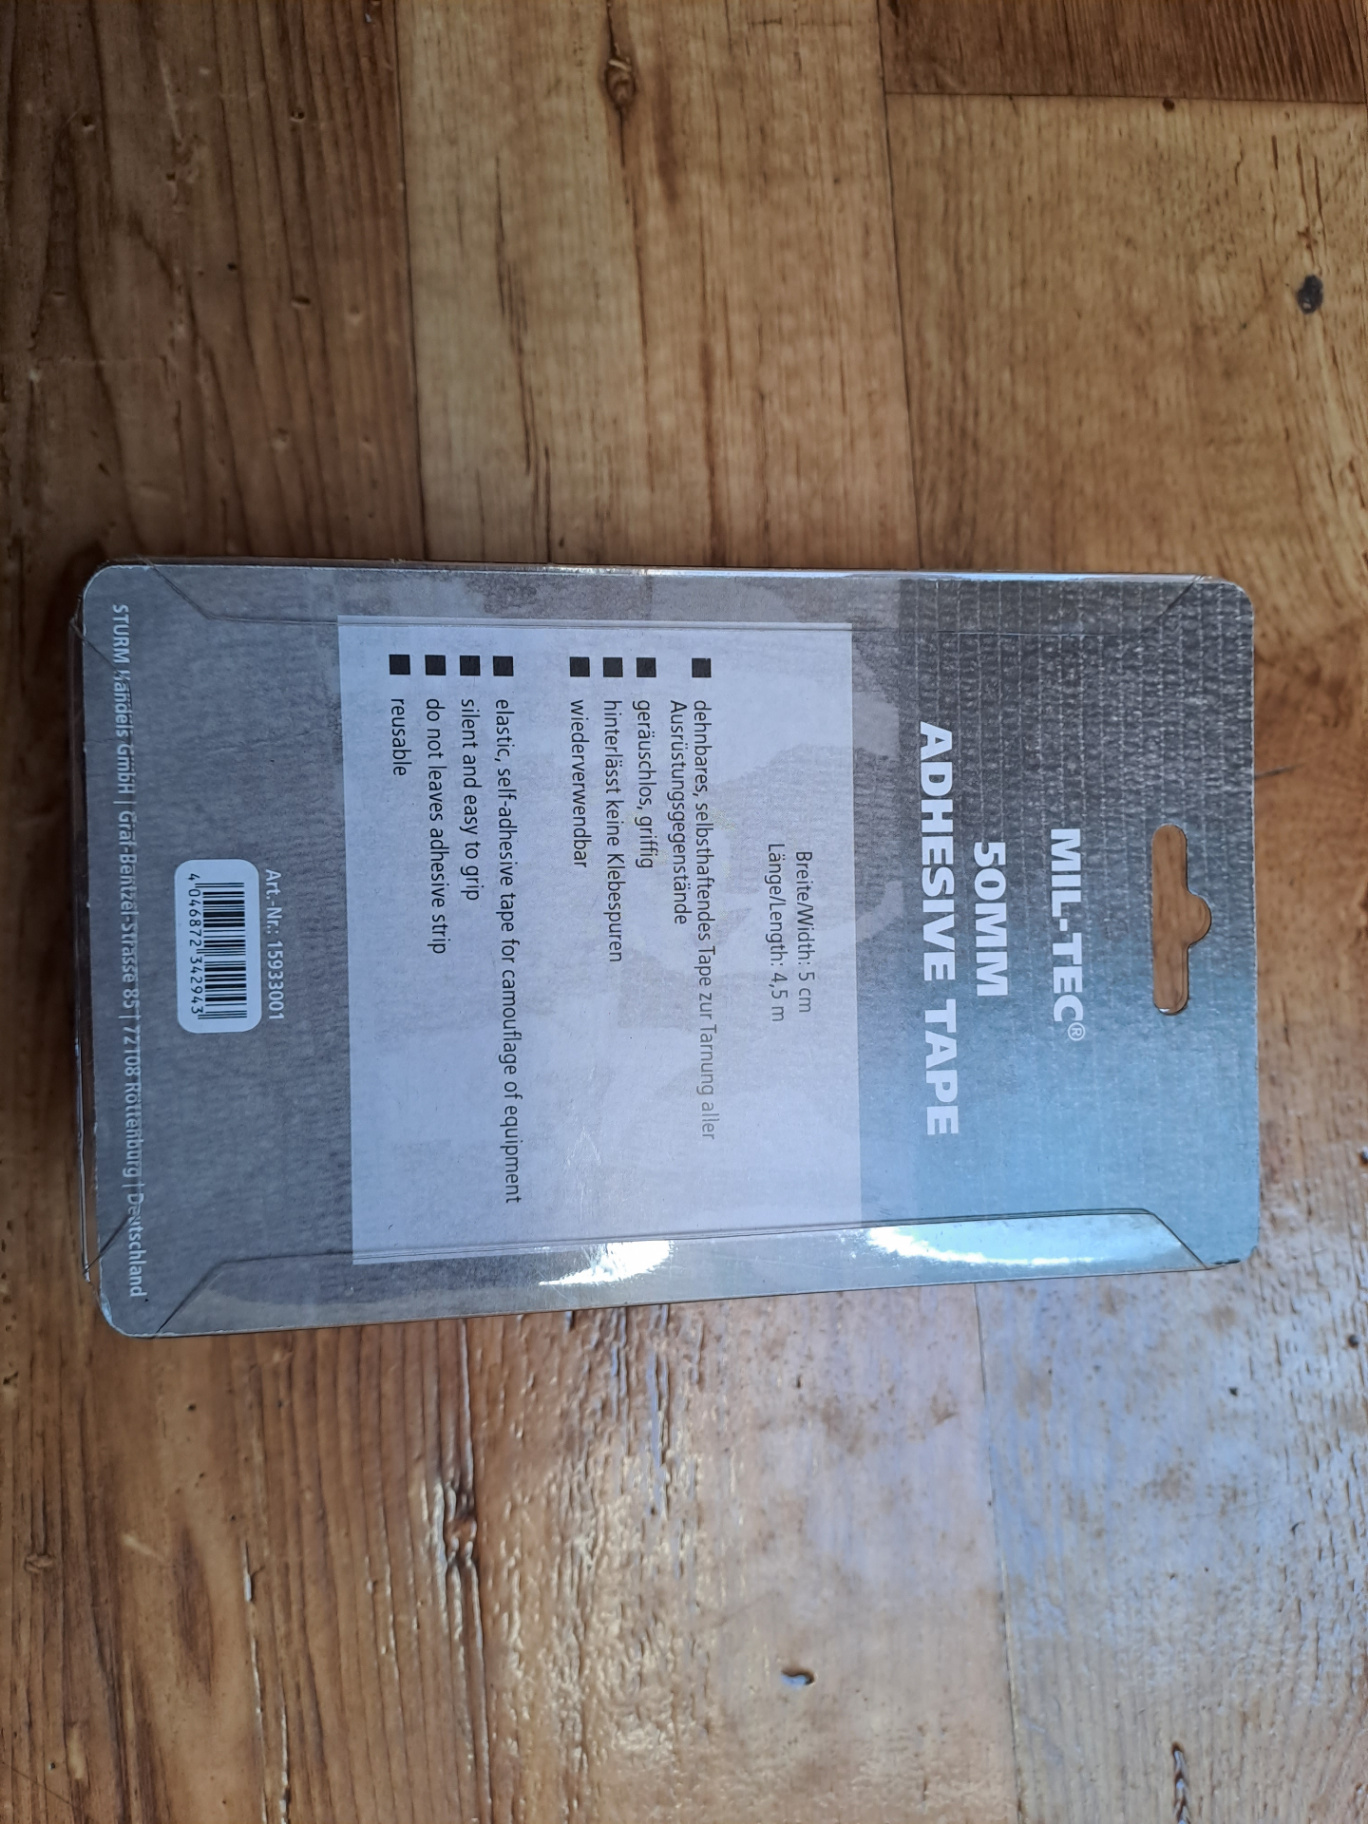 MIL-TEC®
50MM
ADHESIVE TAPE
Breite/Width: 5 cm
Länge/Length: 4,5 m
dehnbares, selbsthaftendes Tape zur Tarnung aller
Ausrüstungsgegenstände
geräuschlos, griffig
hinterlässt keine Klebespuren
wiederverwendbar
elastic, self-adhesive tape for camouflage of equipment
silent and easy to grip
do not leaves adhesive strip
reusable
Art.-Nr.: 15933001
4 046872 342943
STURM Handels GmbH | Graf-Bentzel-Strasse 85 | 72108 Rottenburg | Deutschland